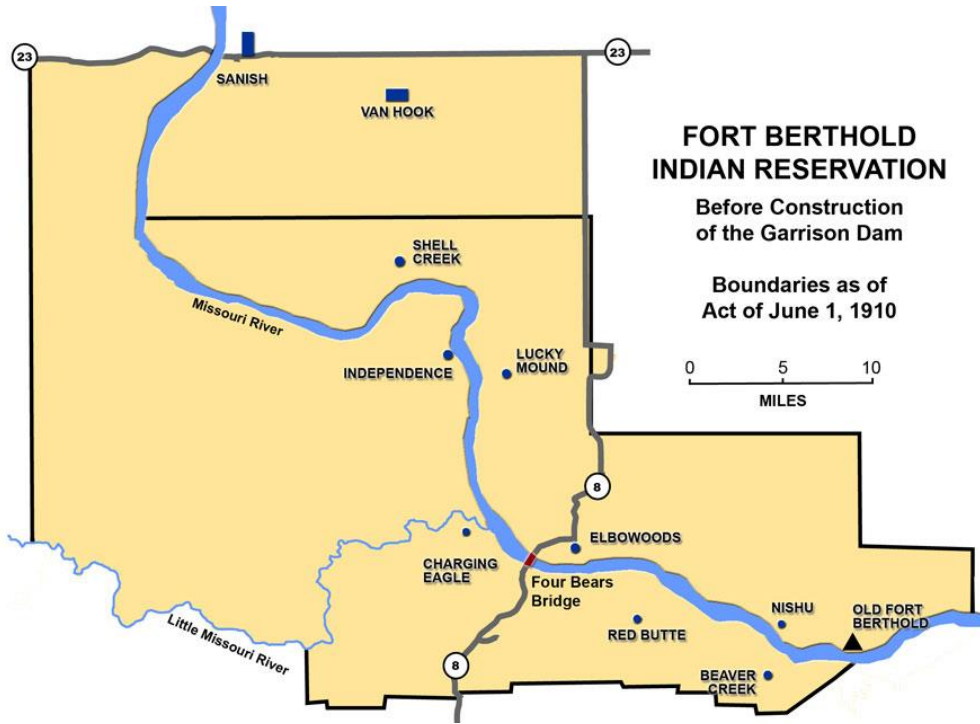 23
23
SANISH
VAN HOOK
FORT BERTHOLD
INDIAN RESERVATION
Before Construction
of the Garrison Dam
Boundaries as of
Act of June 1, 1910
0 5 10
MILES
SHELL
CREEK
Missouri River
INDEPENDENCE
LUCKY
MOUND
8
CHARGING
EAGLE
ELBOWOODS
Four Bears
Bridge
Little Missouri River
RED BUTTE
NISHU
OLD FORT
BERTHOLD
8
BEAVER
CREEK